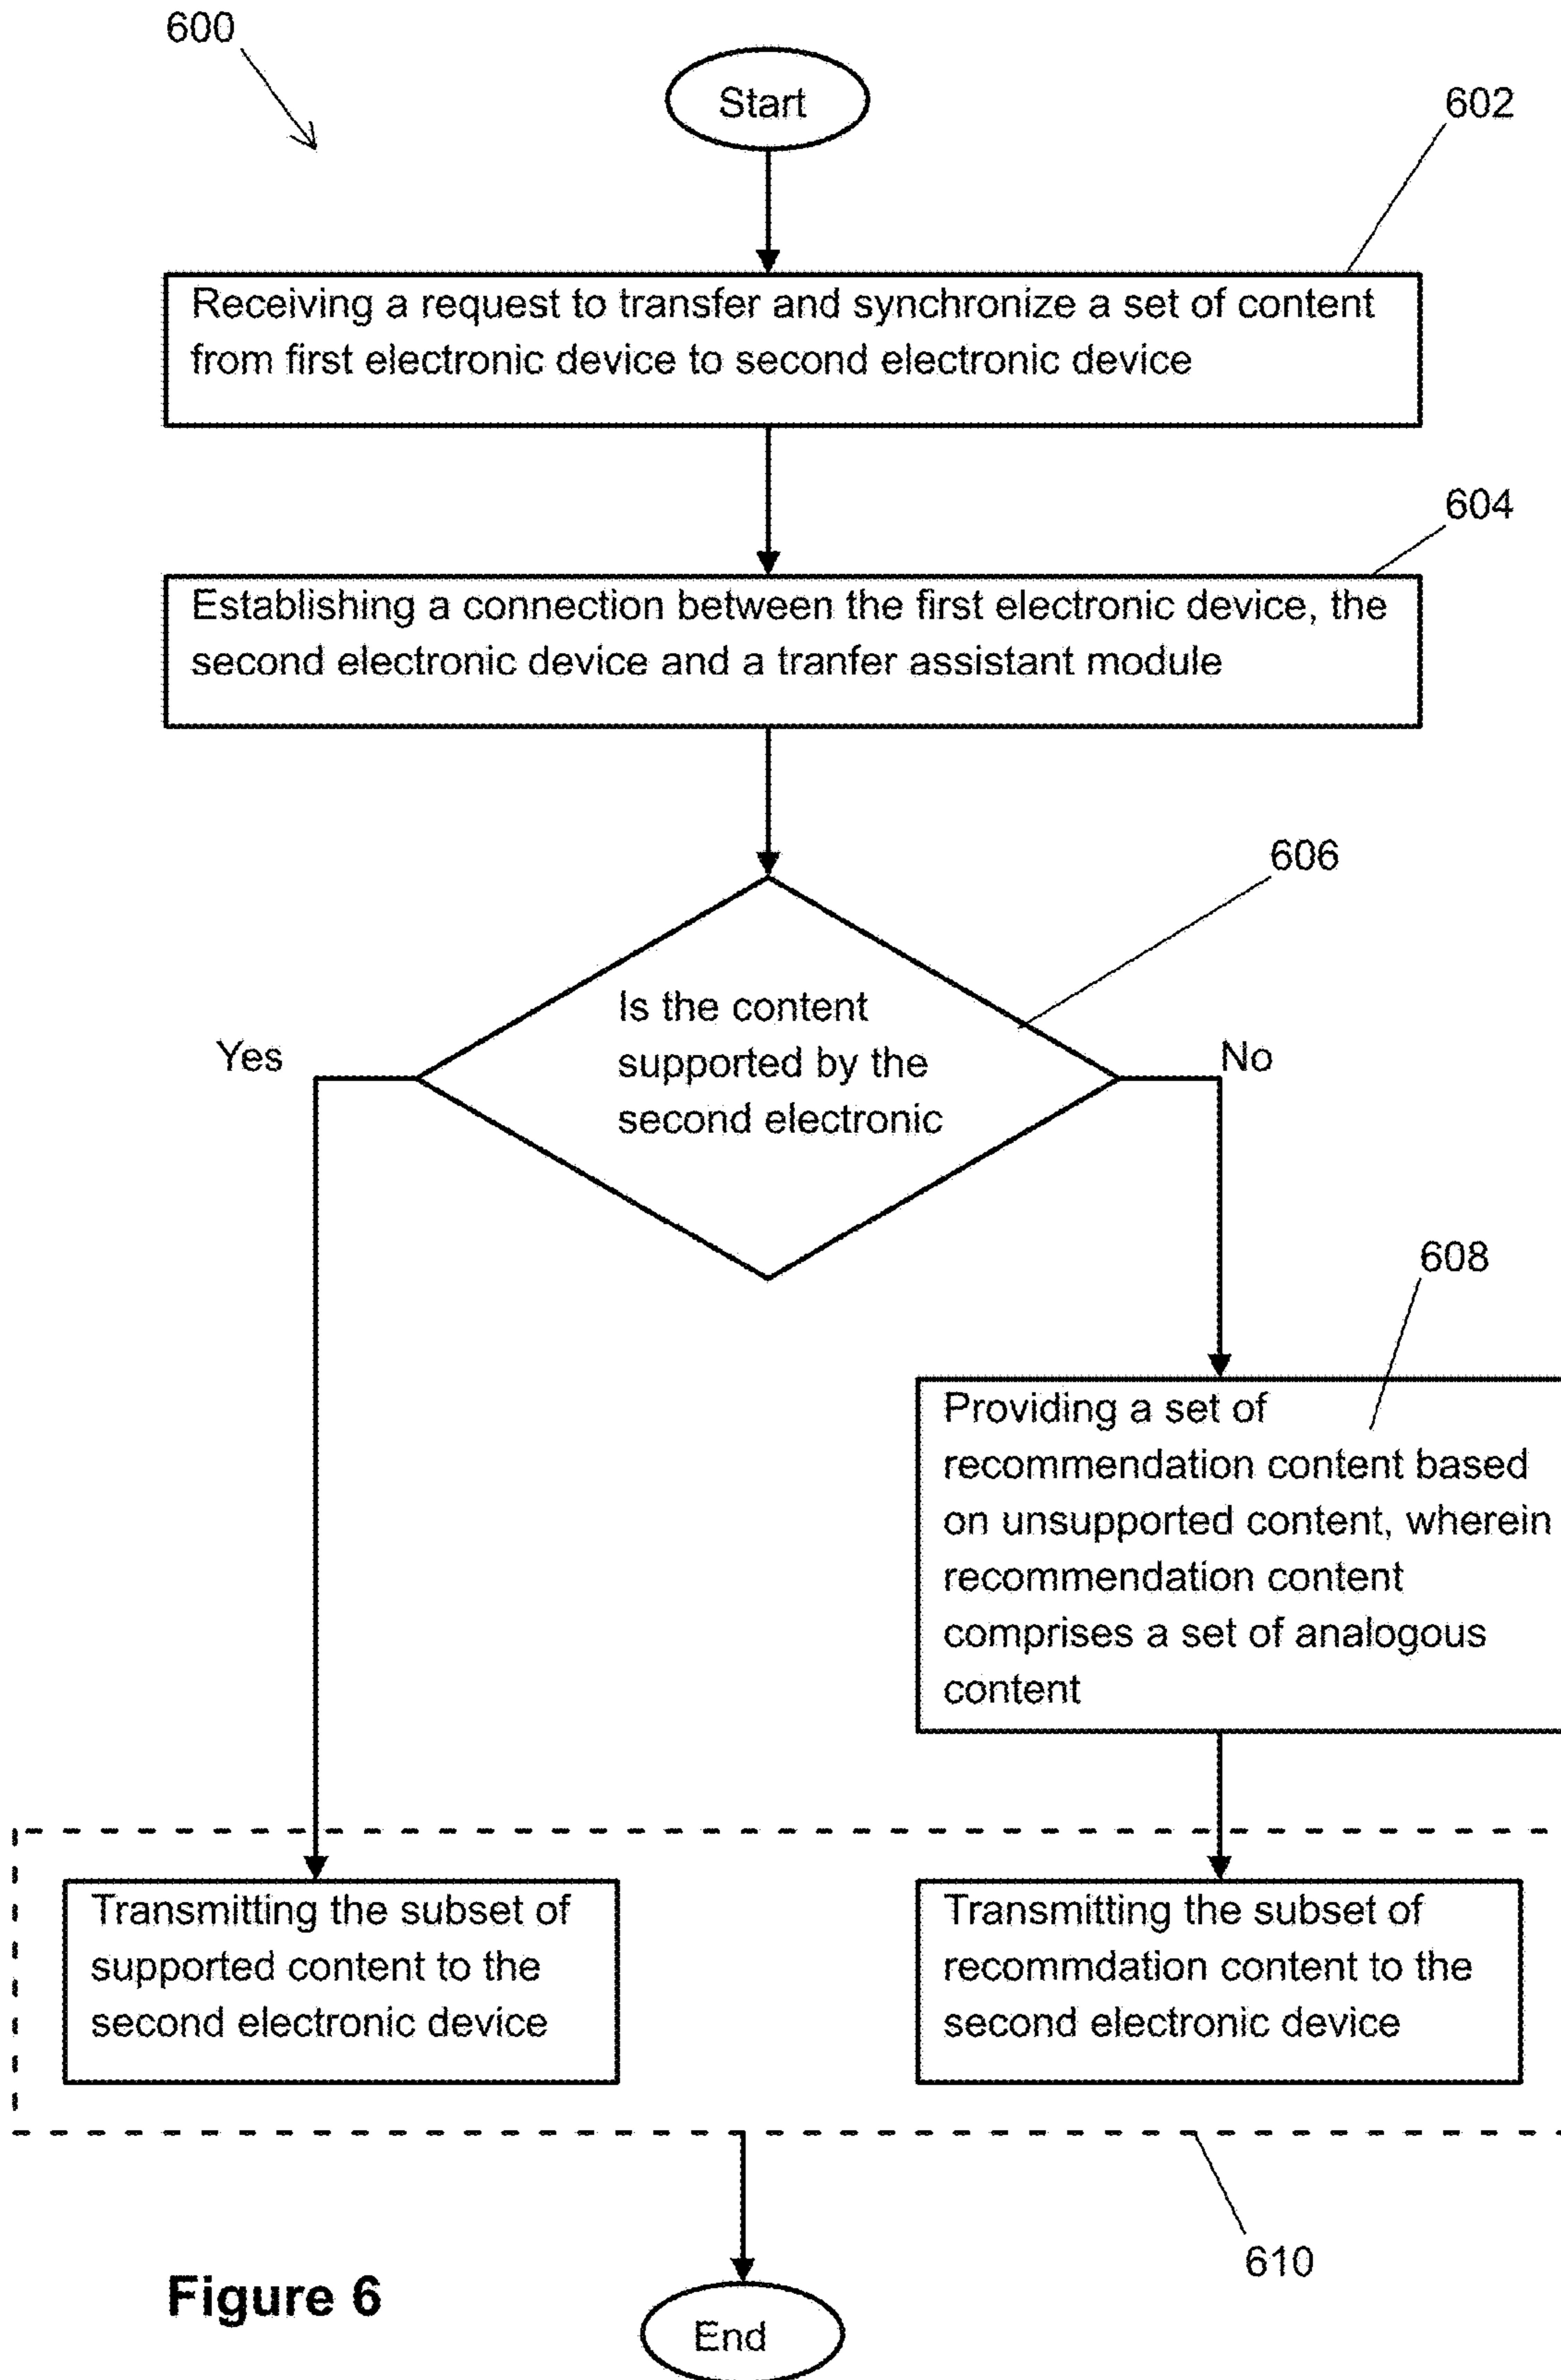 600
Start
602
Receiving a request to transfer and synchronize a set of content
from first electronic device to second electronic device
604
Establishing a connection between the first electronic device, the
second electronic device and a tranfer assistant module
606
Is the content
supported by the
second electronic
Yes
No
608
Providing a set of
recommendation content based
on unsupported content, wherein
recommendation content
comprises a set of analogous
content
Transmitting the subset of
supported content to the
second electronic device
Transmitting the subset of
recommdation content to the
second electronic device
610
Figure 6
End